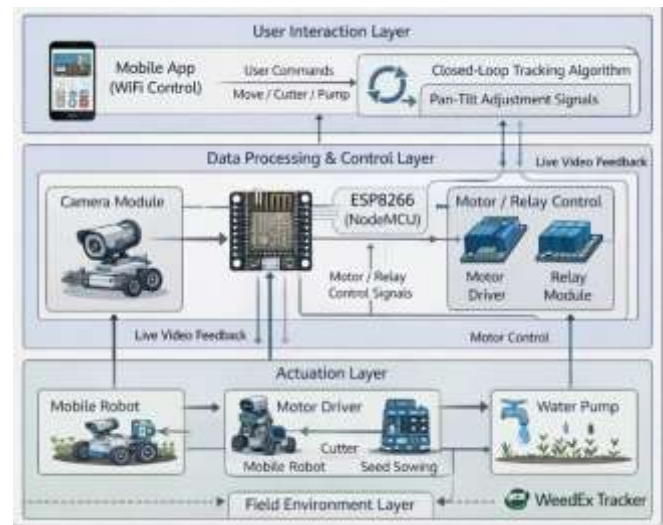 User Interaction Layer
Mobile App
(WiFi Control)
User Commands
Move / Cutter / Pump
Closed-Loop Tracking Algorithm
Pan-Tilt Adjustment Signals
Data Processing & Control Layer
Live Video Feedback
Camera Module
ESP8266
(NodeMCU)
Motor / Relay Control
Motor / Relay
Control Signals
Motor
Driver
Relay
Module
Live Video Feedback
Motor Control
Actuation Layer
Mobile Robot
Motor Driver
Water Pump
Cutter
Mobile Robot
Seed Sowing
Field Environment Layer
WeedEx Tracker